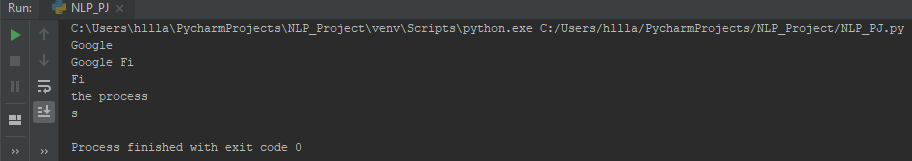 Run: NLP_PJ
C:\Users\hllla\PycharmProjects\NLP_Project\venv\Scripts\python.exe C:/Users/hllla/PycharmProjects/NLP_Project/NLP_PJ.py
Google
Google Fi
Fi
the process
s
Process finished with exit code 0